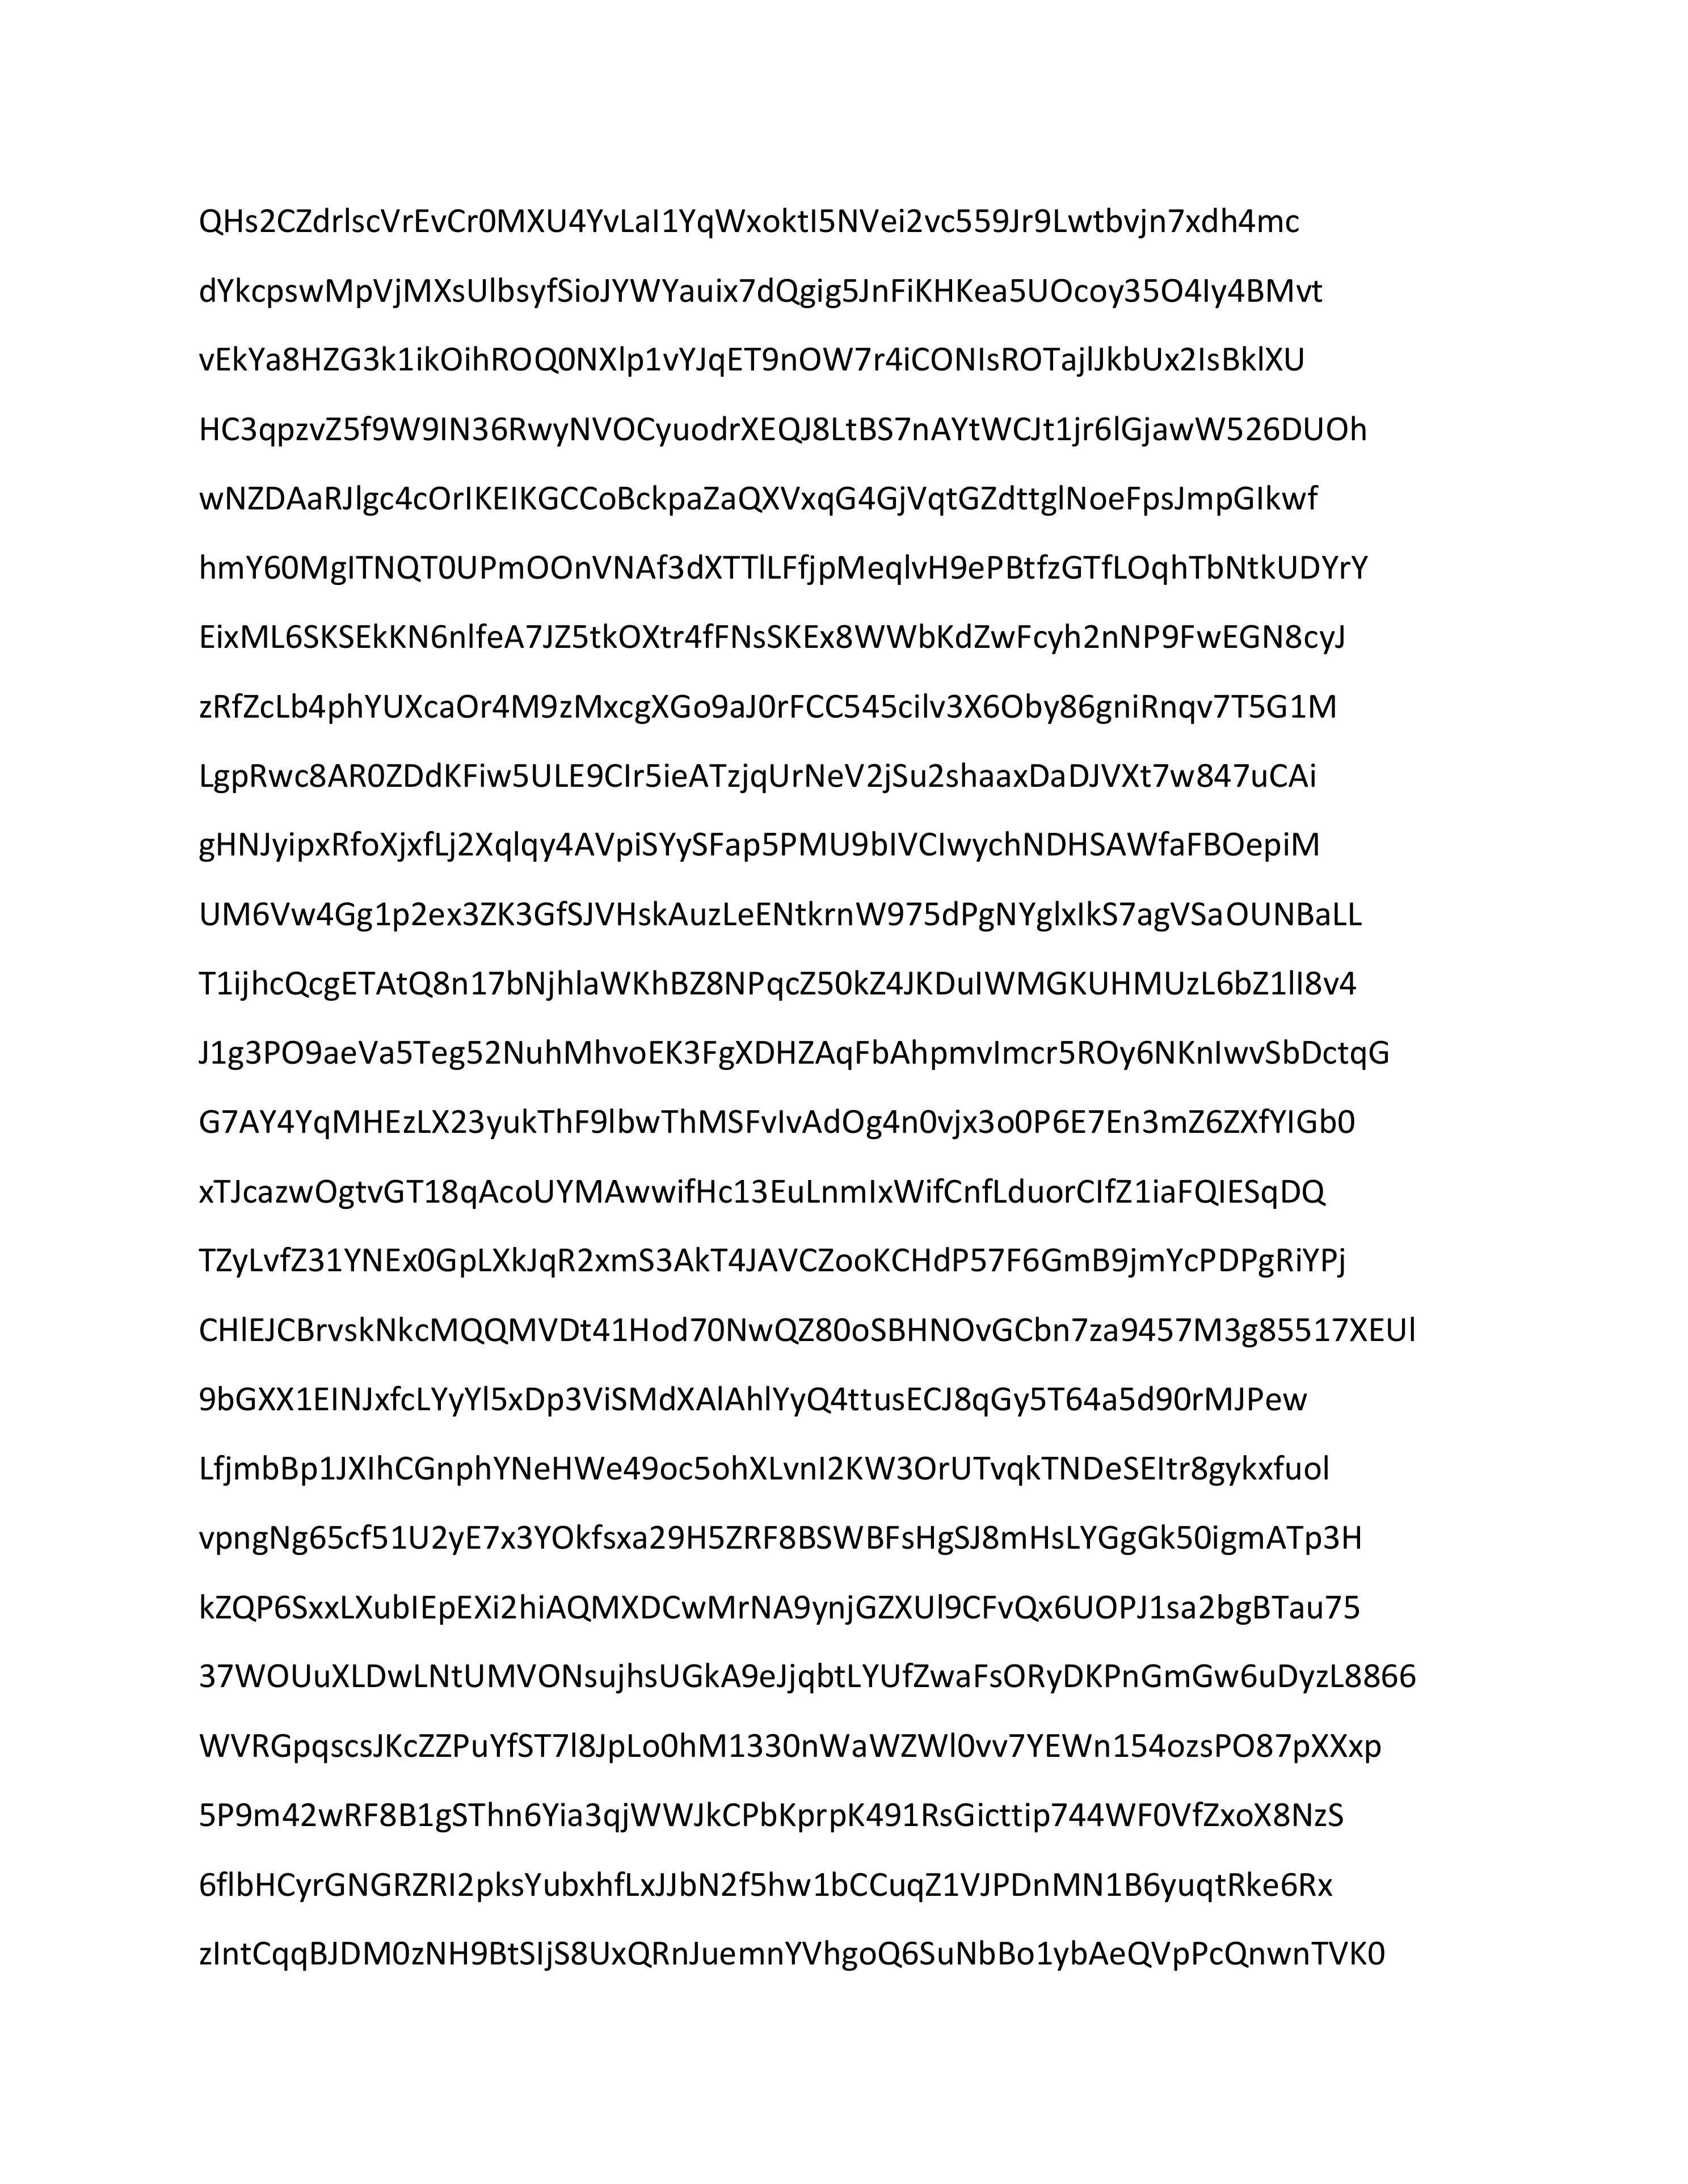 QHs2CZdrlscVrEvCr0MXU4YvLaI1YqWxoktI5NVei2vc559Jr9Lwtbvjn7xdh4mc
dYkcpswMpVjMXsUlbsyfSioJYWYauix7dQgig5JnFiKHKea5UOcoy35O4Iy4BMvt
vEkYa8HZG3k1ikOihROQ0NXlp1vYJqET9nOW7r4iCONIsROTajlJkbUx2IsBklXU
HC3qpzvZ5f9W9IN36RwyNVOCyuodrXEQJ8LtBS7nAYtWCJt1jr6lGjawW526DUOh
wNZDAaRJlgc4cOrIKEIKGCCoBckpaZaQXVxqG4GjVqtGZdttglNoeFpsJmpGIkwf
hmY60MgITNQT0UPmOOnVNAf3dXTTlLFfjpMeqlvH9ePBtfzGTfLOqhTbNtkUDYrY
EixML6SKSEkKN6nlfeA7JZ5tkOXtr4fFNsSKEx8WWbKdZwFcyh2nNP9FwEGN8cyJ
zRfZcLb4phYUXcaOr4M9zMxcgXGo9aJ0rFCC545cilv3X6Oby86gniRnqv7T5G1M
LgpRwc8AR0ZDdKFiw5ULE9CIr5ieATzjqUrNeV2jSu2shaaxDaDJVXt7w847uCAi
gHNJyipxRfoXjxfLj2Xqlqy4AVpiSYySFap5PMU9bIVCIwychNDHSAWfaFBOepiM
UM6Vw4Gg1p2ex3ZK3GfSJVHskAuzLeENtkrnW975dPgNYglxIkS7agVSaOUNBaLL
T1ijhcQcgETAtQ8n17bNjhlaWKhBZ8NPqcZ50kZ4JKDuIWMGKUHMUzL6bZ1lI8v4
J1g3PO9aeVa5Teg52NuhMhvoEK3FgXDHZAqFbAhpmvImcr5ROy6NKnIwvSbDctqG
G7AY4YqMHEzLX23yukThF9lbwThMSFvIvAdOg4n0vjx3o0P6E7En3mZ6ZXfYIGb0
xTJcazwOgtvGT18qAcoUYMAwwifHc13EuLnmIxWifCnfLduorCIfZ1iaFQIESqDQ
TZyLvfZ31YNEx0GpLXkJqR2xmS3AkT4JAVCZooKCHdP57F6GmB9jmYcPDPgRiYPj
CHlEJCBrvskNkcMQQMVDt41Hod70NwQZ80oSBHNOvGCbn7za9457M3g85517XEUl
9bGXX1EINJxfcLYyYl5xDp3ViSMdXAlAhlYyQ4ttusECJ8qGy5T64a5d90rMJPew
LfjmbBp1JXIhCGnphYNeHWe49oc5ohXLvnI2KW3OrUTvqkTNDeSEItr8gykxfuol
vpngNg65cf51U2yE7x3YOkfsxa29H5ZRF8BSWBFsHgSJ8mHsLYGgGk50igmATp3H
kZQP6SxxLXubIEpEXi2hiAQMXDCwMrNA9ynjGZXUl9CFvQx6UOPJ1sa2bgBTau75
37WOUuXLDwLNtUMVONsujhsUGkA9eJjqbtLYUfZwaFsORyDKPnGmGw6uDyzL8866
WVRGpqscsJKcZZPuYfST7l8JpLo0hM1330nWaWZWl0vv7YEWn154ozsPO87pXXxp
5P9m42wRF8B1gSThn6Yia3qjWWJkCPbKprpK491RsGicttip744WF0VfZxoX8NzS
6flbHCyrGNGRZRI2pksYubxhfLxJJbN2f5hw1bCCuqZ1VJPDnMN1B6yuqtRke6Rx
zIntCqqBJDM0zNH9BtSIjS8UxQRnJuemnYVhgoQ6SuNbBo1ybAeQVpPcQnwnTVK0